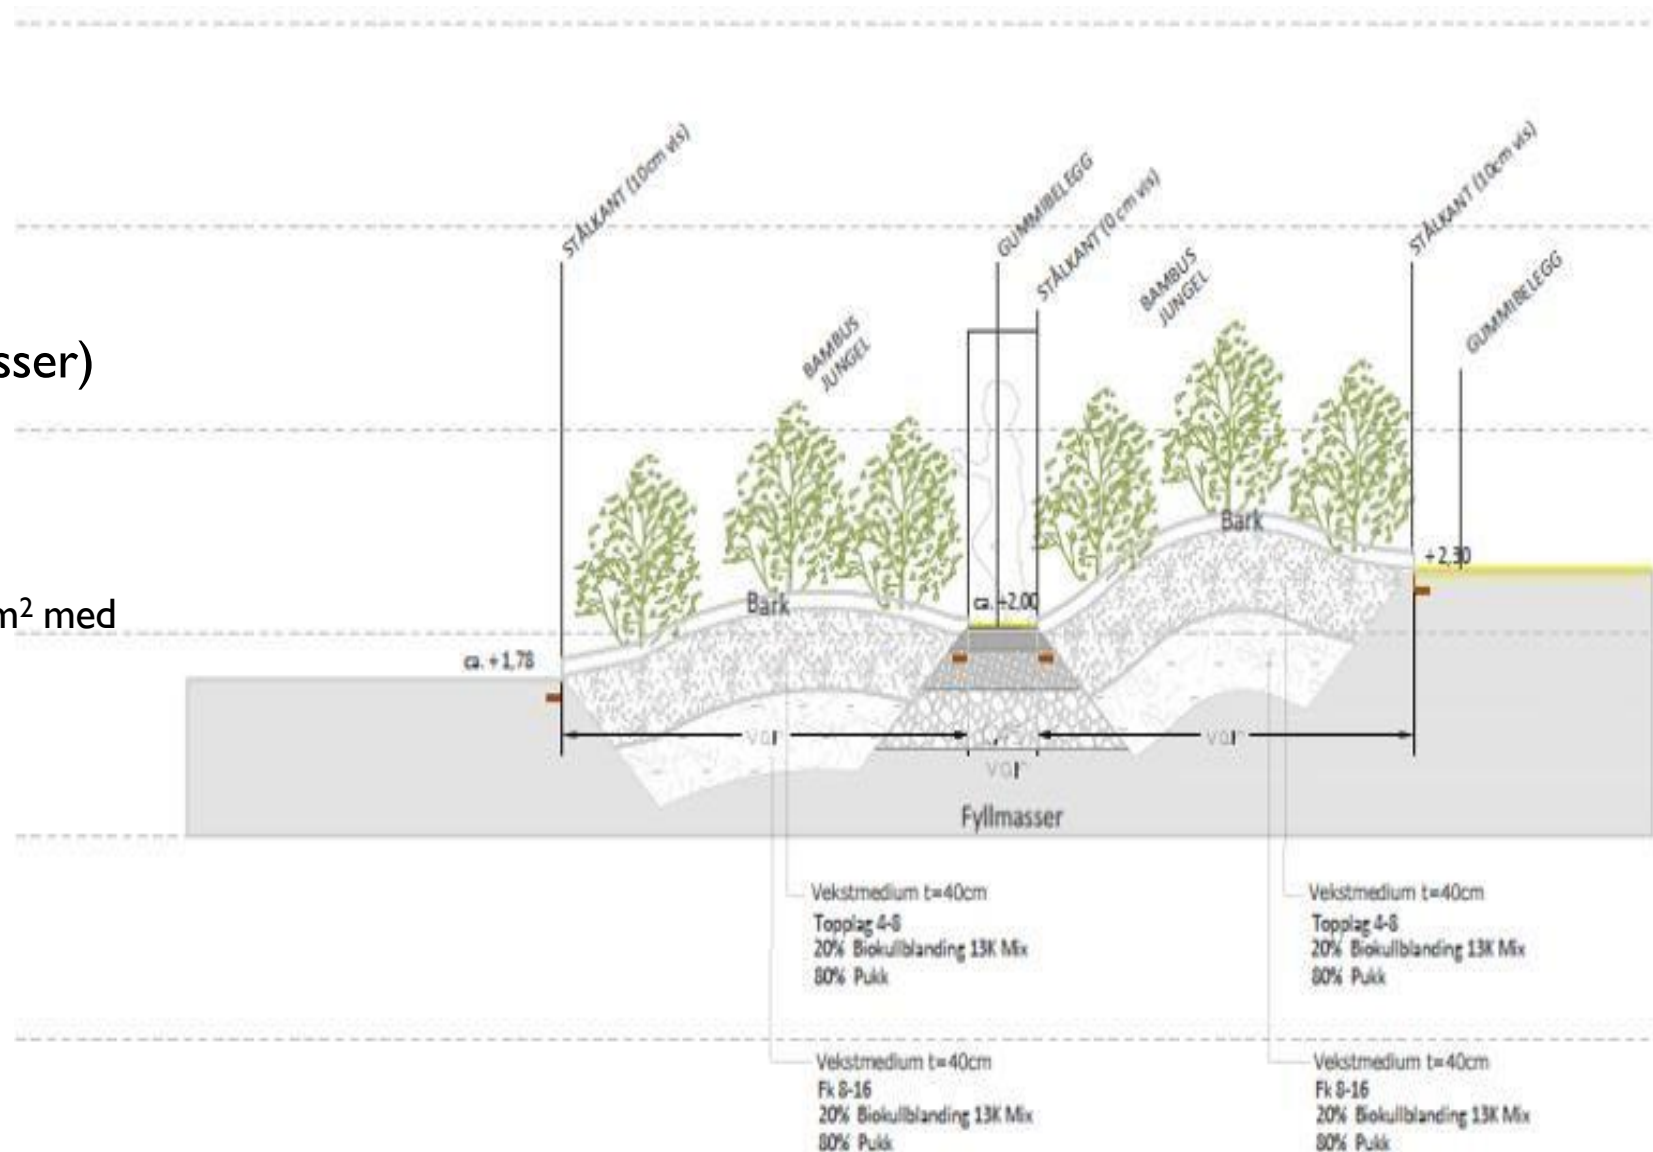 STÅLKANT (10cm vis)
GUMMIBELEGG
STÅLKANT (0 cm vis)
STÅLKANT (10cm vis)
GUMMIBELEGG
BAMBUS
JUNGEL
BAMBUS
JUNGEL
sser)
m² med
Bark
Bark
ca. +2.00
+2,30
ca. +1,78
var
var
var
Fyllmasser
Vekstmedium t=40cm
Topplag 4-8
20% Biokullblanding 13K Mix
80% Pukk
Vekstmedium t=40cm
Topplag 4-8
20% Biokullblanding 13K Mix
80% Pukk
Vekstmedium t=40cm
Fk 8-16
20% Biokullblanding 13K Mix
80% Pukk
Vekstmedium t=40cm
Fk 8-16
20% Biokullblanding 13K Mix
80% Pukk